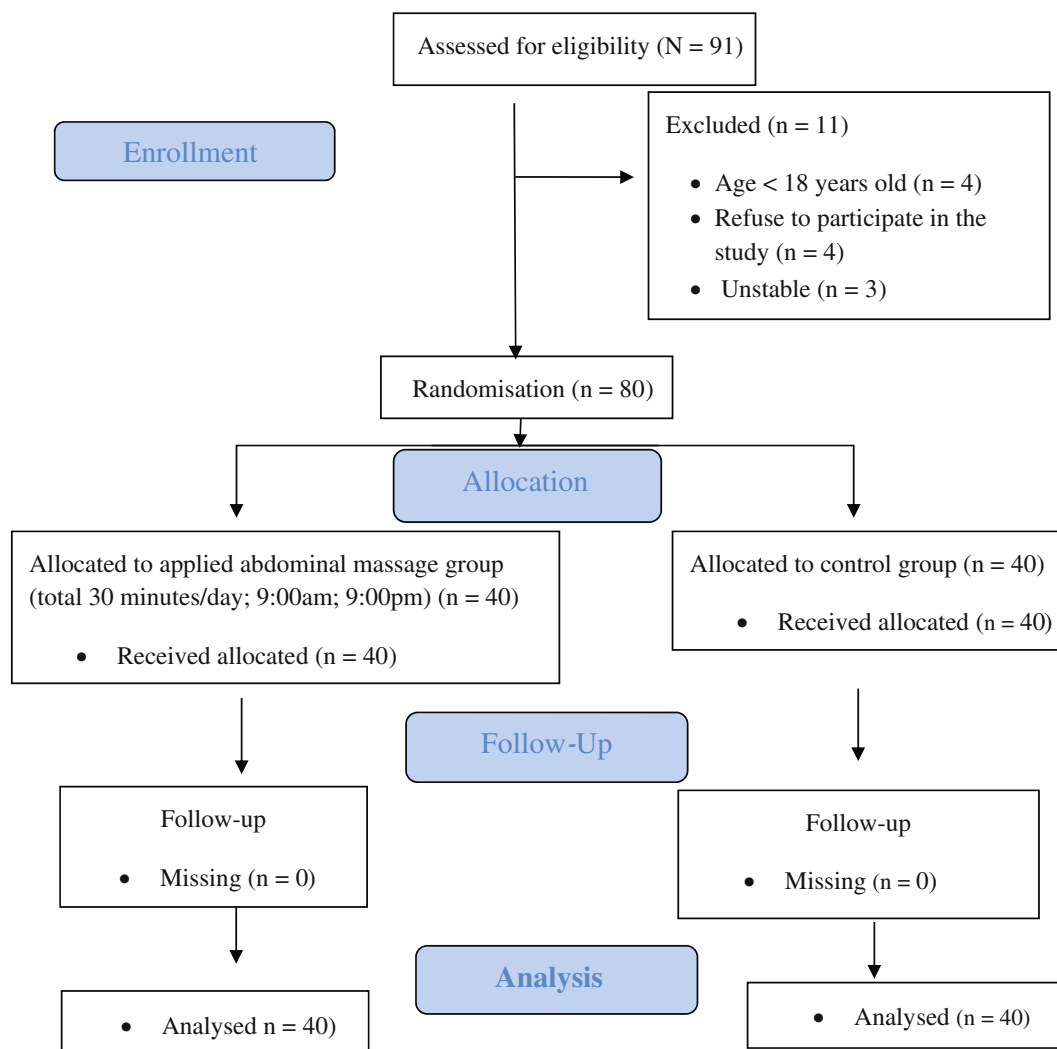 Assessed for eligibility (N = 91)
Enrollment
Excluded (n = 11)
• Age < 18 years old (n = 4)
• Refuse to participate in the
study (n = 4)
• Unstable (n = 3)
Randomisation (n = 80)
Allocation
Allocated to applied abdominal massage group
(total 30 minutes/day; 9:00am; 9:00pm) (n = 40)
• Received allocated (n = 40)
Allocated to control group (n = 40)
• Received allocated (n = 40)
Follow-Up
Follow-up
• Missing (n = 0)
Follow-up
• Missing (n = 0)
Analysis
• Analysed n = 40)
• Analysed (n = 40)